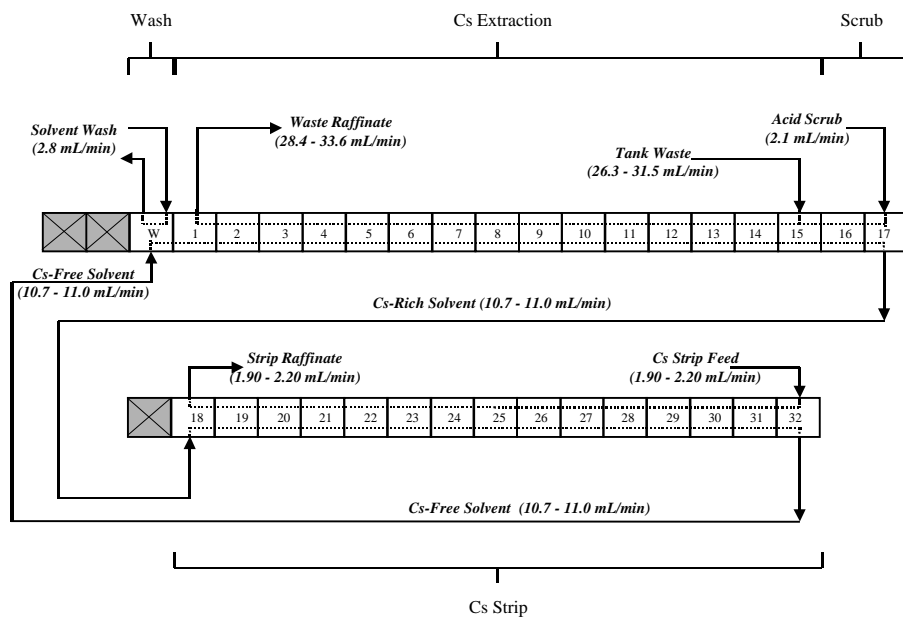 Wash
Cs Extraction
Scrub
Solvent Wash
(2.8 mL/min)
Waste Raffinate
(28.4 - 33.6 mL/min)
Tank Waste
(26.3 - 31.5 mL/min)
Acid Scrub
(2.1 mL/min)
W 1 2 3 4 5 6 7 8 9 10 11 12 13 14 15 16 17
Cs-Free Solvent
(10.7 - 11.0 mL/min)
Cs-Rich Solvent (10.7 - 11.0 mL/min)
Strip Raffinate
(1.90 - 2.20 mL/min)
Cs Strip Feed
(1.90 - 2.20 mL/min)
18 19 20 21 22 23 24 25 26 27 28 29 30 31 32
Cs-Free Solvent (10.7 - 11.0 mL/min)
Cs Strip